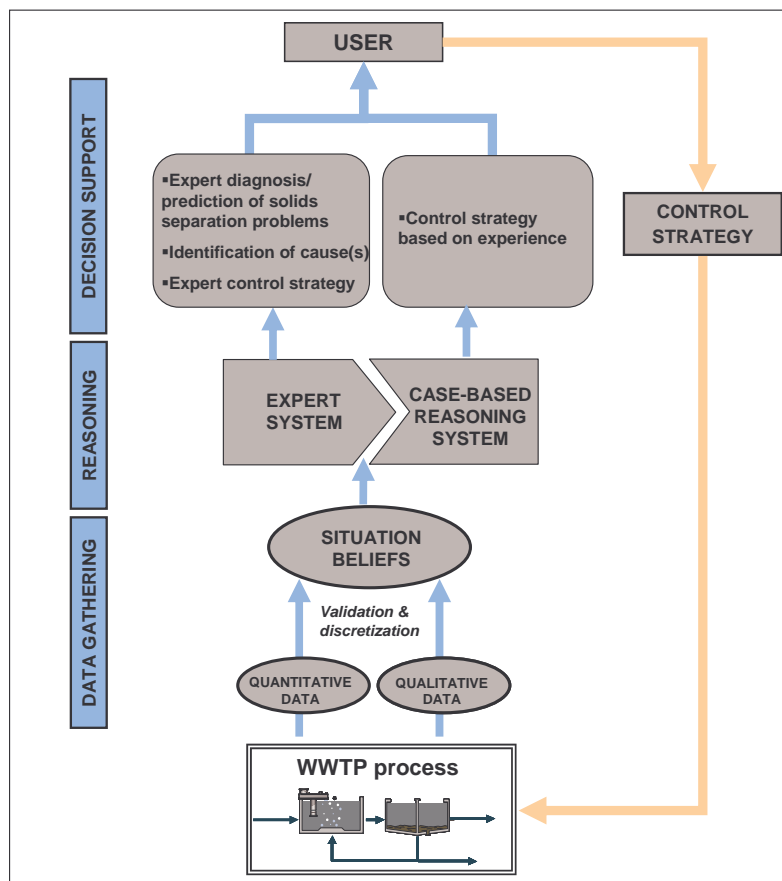 USER
DECISION SUPPORT
▪Expert diagnosis/
prediction of solids
separation problems
▪Identification of cause(s)
▪Expert control strategy
▪Control strategy
based on experience
CONTROL
STRATEGY
REASONING
EXPERT
SYSTEM
CASE-BASED
REASONING
SYSTEM
DATA GATHERING
SITUATION
BELIEFS
Validation &
discretization
QUANTITATIVE
DATA
QUALITATIVE
DATA
WWTP process